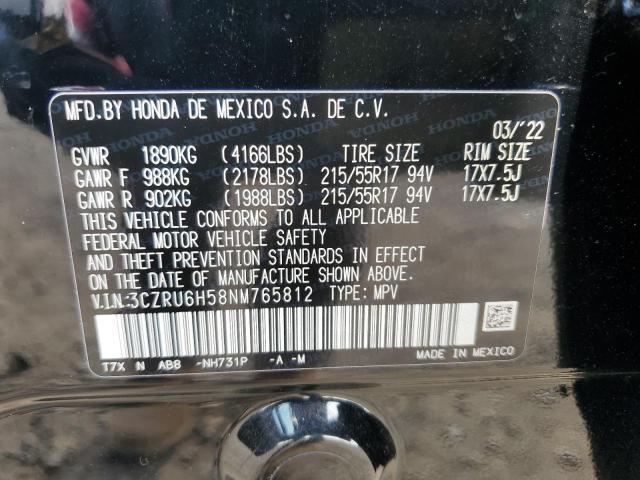 MFD.BY HONDA DE MEXICO S.A. DE C.V.
03/'22
GVWR 1890KG (4166LBS) TIRE SIZE RIM SIZE
GAWR F 988KG (2178LBS) 215/55R17 94V 17X7.5J
GAWR R 902KG (1988LBS) 215/55R17 94V 17X7.5J
THIS VEHICLE CONFORMS TO ALL APPLICABLE
FEDERAL MOTOR VEHICLE SAFETY
AND THEFT PREVENTION STANDARDS IN EFFECT
ON THE DATE OF MANUFACTURE SHOWN ABOVE.
V.I.N:3CZRU6H58NM765812 TYPE: MPV
T7X N AB8 -NH731P -A -M MADE IN MEXICO